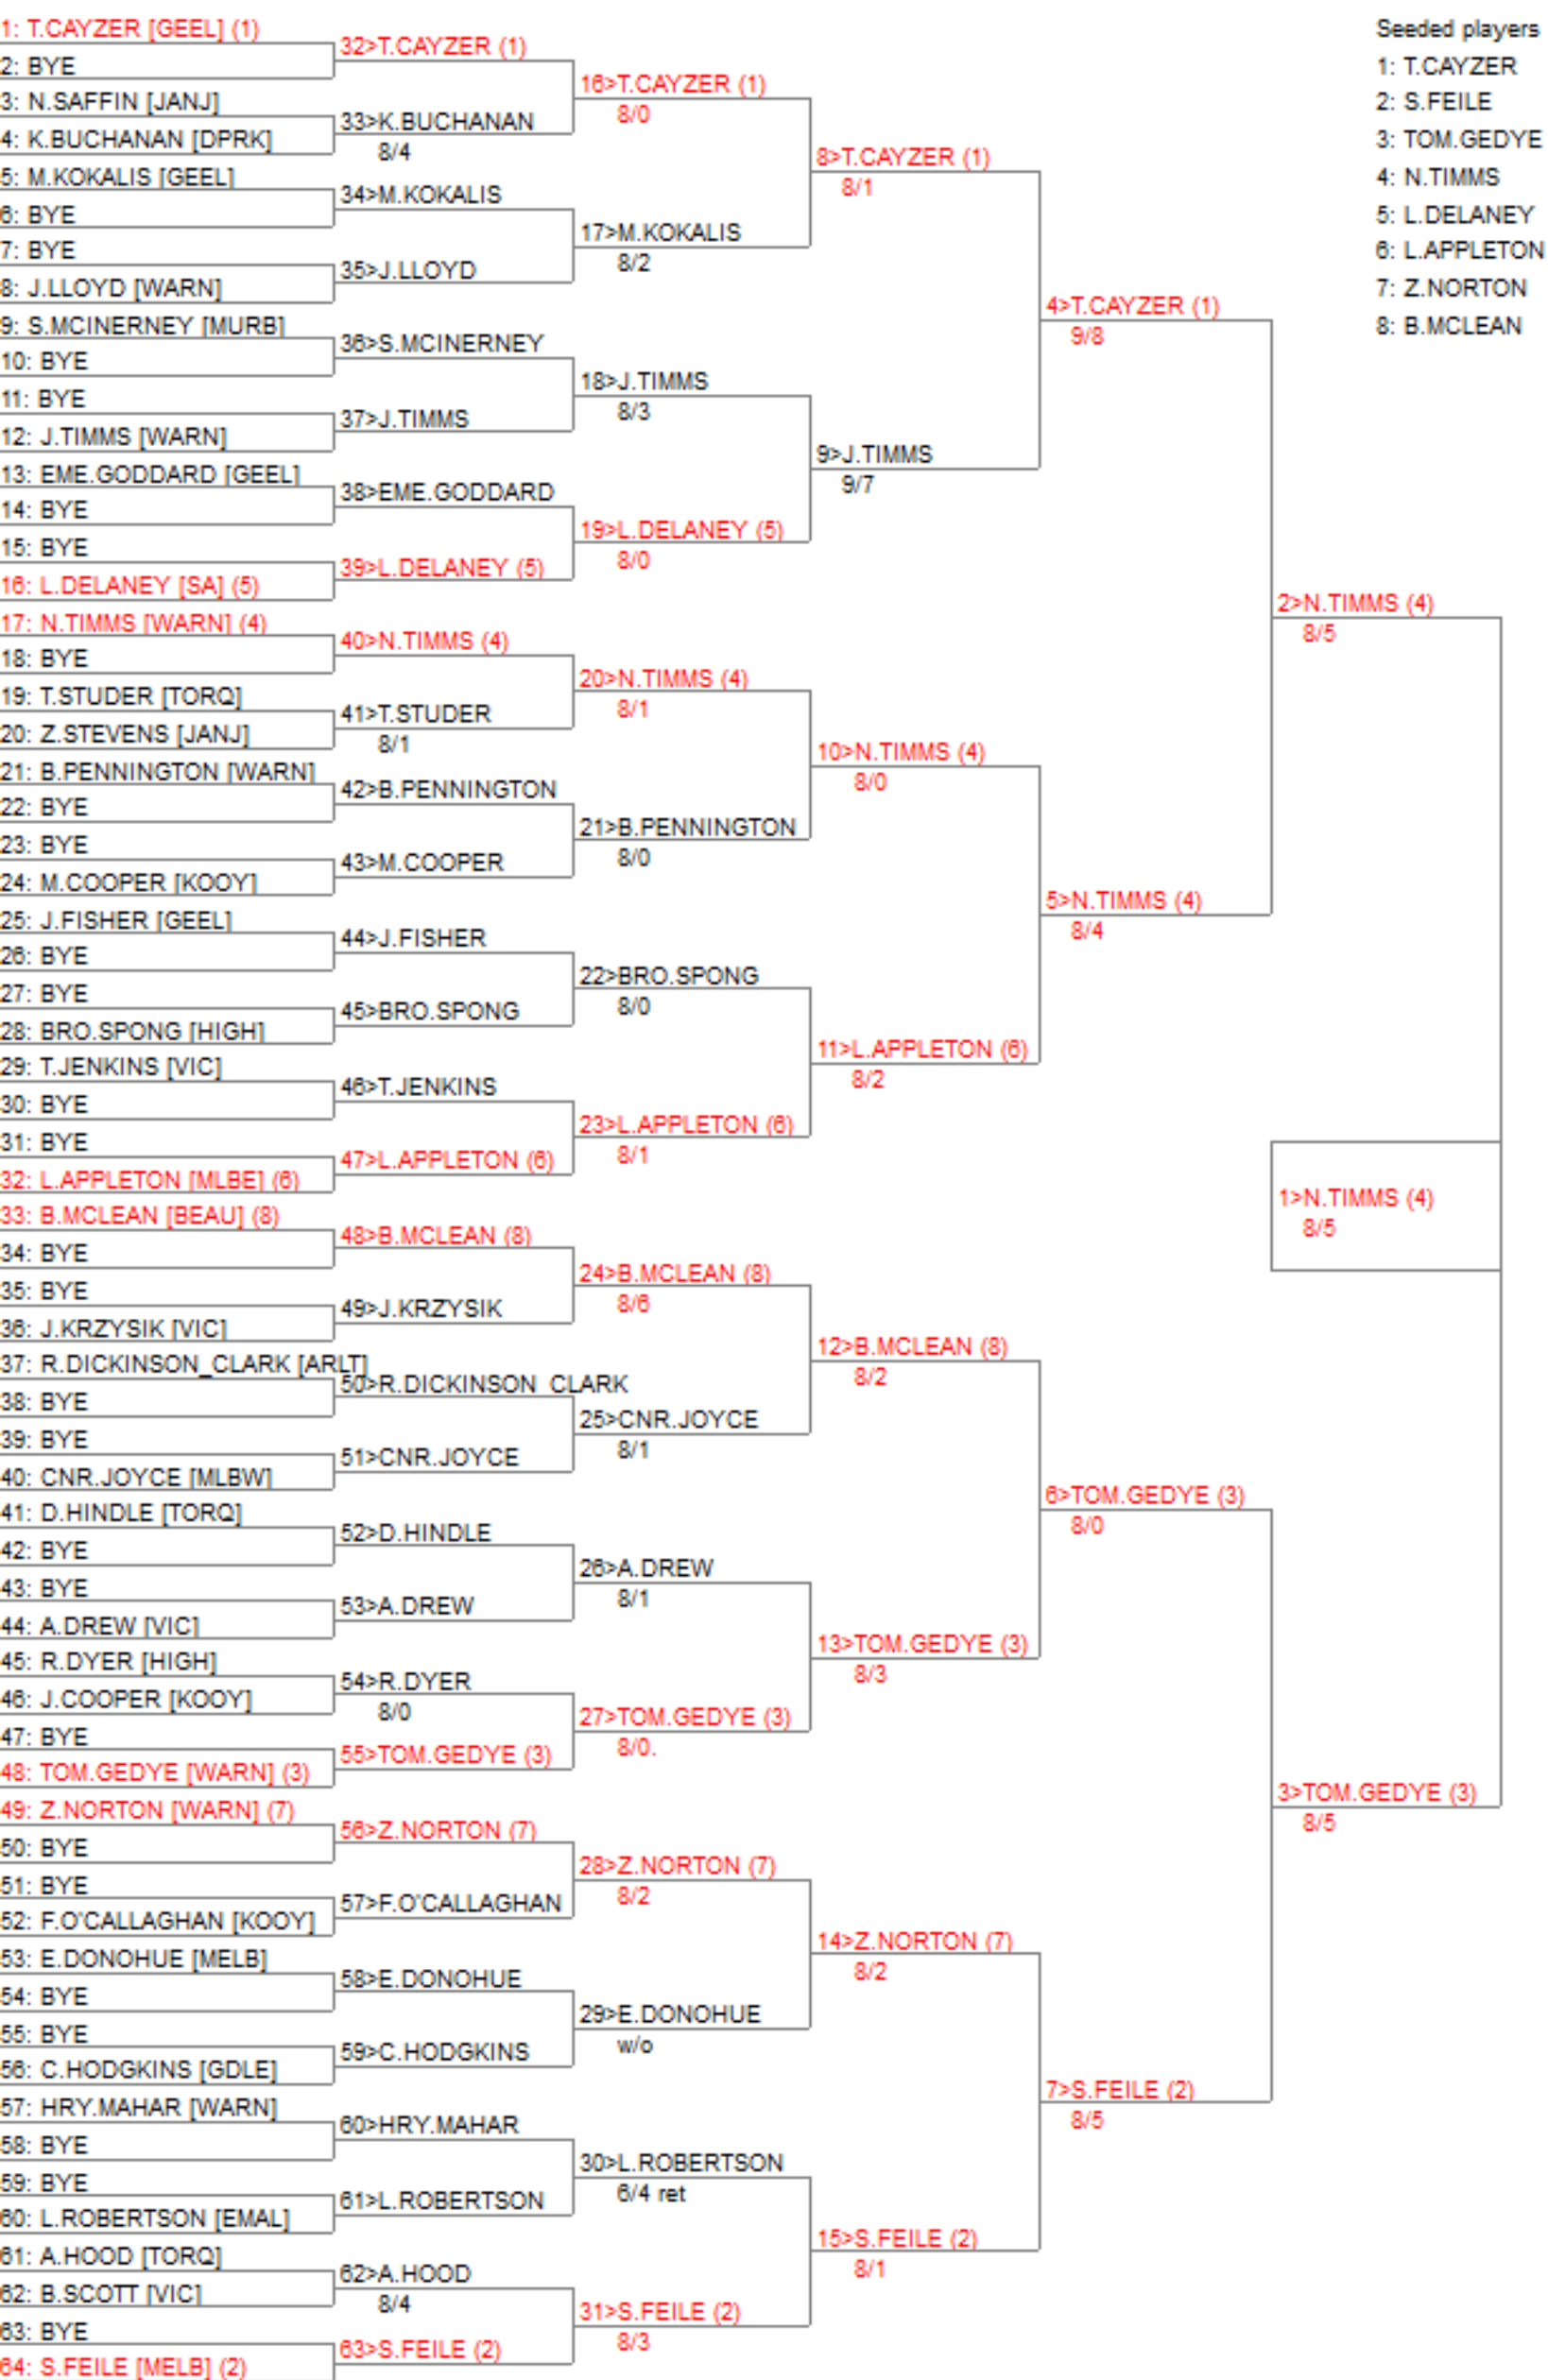 1: T.CAYZER [GEEL] (1)
2: BYE
3: N.SAFFIN [JANJ]
4: K.BUCHANAN [DPRK]
5: M.KOKALIS [GEEL]
6: BYE
7: BYE
8: J.LLOYD [WARN]
9: S.MCINERNEY [MURB]
10: BYE
11: BYE
12: J.TIMMS [WARN]
13: EME.GODDARD [GEEL]
14: BYE
15: BYE
16: L.DELANEY [SA] (5)
17: N.TIMMS [WARN] (4)
18: BYE
19: T.STUDER [TORQ]
20: Z.STEVENS [JANJ]
21: B.PENNINGTON [WARN]
22: BYE
23: BYE
24: M.COOPER [KOOY]
25: J.FISHER [GEEL]
26: BYE
27: BYE
28: BRO.SPONG [HIGH]
29: T.JENKINS [VIC]
30: BYE
31: BYE
32: L.APPLETON [MLBE] (6)
33: B.MCLEAN [BEAU] (8)
34: BYE
35: BYE
36: J.KRZYSIK [VIC]
37: R.DICKINSON_CLARK [ARLT]
38: BYE
39: BYE
40: CNR.JOYCE [MLBW]
41: D.HINDLE [TORQ]
42: BYE
43: BYE
44: A.DREW [VIC]
45: R.DYER [HIGH]
46: J.COOPER [KOOY]
47: BYE
48: TOM.GEDYE [WARN] (3)
49: Z.NORTON [WARN] (7)
50: BYE
51: BYE
52: F.O'CALLAGHAN [KOOY]
53: E.DONOHUE [MELB]
54: BYE
55: BYE
56: C.HODGKINS [GDLE]
57: HRY.MAHAR [WARN]
58: BYE
59: BYE
60: L.ROBERTSON [EMAL]
61: A.HOOD [TORQ]
62: B.SCOTT [VIC]
63: BYE
64: S.FEILE [MELB] (2)
32>T.CAYZER (1)
33>K.BUCHANAN
8/4
34>M.KOKALIS
35>J.LLOYD
36>S.MCINERNEY
37>J.TIMMS
38>EME.GODDARD
39>L.DELANEY (5)
40>N.TIMMS (4)
41>T.STUDER
8/1
42>B.PENNINGTON
43>M.COOPER
44>J.FISHER
45>BRO.SPONG
46>T.JENKINS
47>L.APPLETON (6)
48>B.MCLEAN (8)
49>J.KRZYSIK
50>R.DICKINSON_CLARK
51>CNR.JOYCE
52>D.HINDLE
53>A.DREW
54>R.DYER
8/0
55>TOM.GEDYE (3)
56>Z.NORTON (7)
57>F.O'CALLAGHAN
58>E.DONOHUE
59>C.HODGKINS
60>HRY.MAHAR
61>L.ROBERTSON
62>A.HOOD
8/4
63>S.FEILE (2)
16>T.CAYZER (1)
8/0
17>M.KOKALIS
8/2
18>J.TIMMS
8/3
19>L.DELANEY (5)
8/0
20>N.TIMMS (4)
8/1
21>B.PENNINGTON
8/0
22>BRO.SPONG
8/0
23>L.APPLETON (6)
8/1
24>B.MCLEAN (8)
8/6
25>CNR.JOYCE
8/1
26>A.DREW
8/1
27>TOM.GEDYE (3)
8/0.
28>Z.NORTON (7)
8/2
29>E.DONOHUE
w/o
30>L.ROBERTSON
6/4 ret
31>S.FEILE (2)
8/3
8>T.CAYZER (1)
8/1
9>J.TIMMS
9/7
10>N.TIMMS (4)
8/0
11>L.APPLETON (6)
8/2
12>B.MCLEAN (8)
8/2
13>TOM.GEDYE (3)
8/3
14>Z.NORTON (7)
8/2
15>S.FEILE (2)
8/1
4>T.CAYZER (1)
9/8
5>N.TIMMS (4)
8/4
6>TOM.GEDYE (3)
8/0
7>S.FEILE (2)
8/5
2>N.TIMMS (4)
8/5
3>TOM.GEDYE (3)
8/5
1>N.TIMMS (4)
8/5
Seeded players
1: T.CAYZER
2: S.FEILE
3: TOM.GEDYE
4: N.TIMMS
5: L.DELANEY
6: L.APPLETON
7: Z.NORTON
8: B.MCLEAN